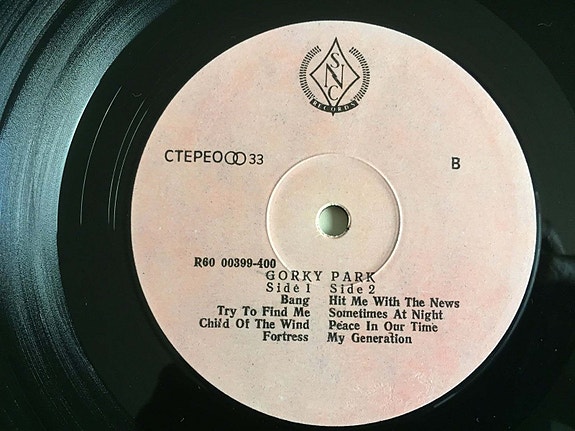 SNC
RECORDS
СТЕРЕО 33
B
R60 00399-400
GORKY PARK
Side 1 Side 2
Bang Hit Me With The News
Try To Find Me Sometimes At Night
Child Of The Wind Peace In Our Time
Fortress My Generation